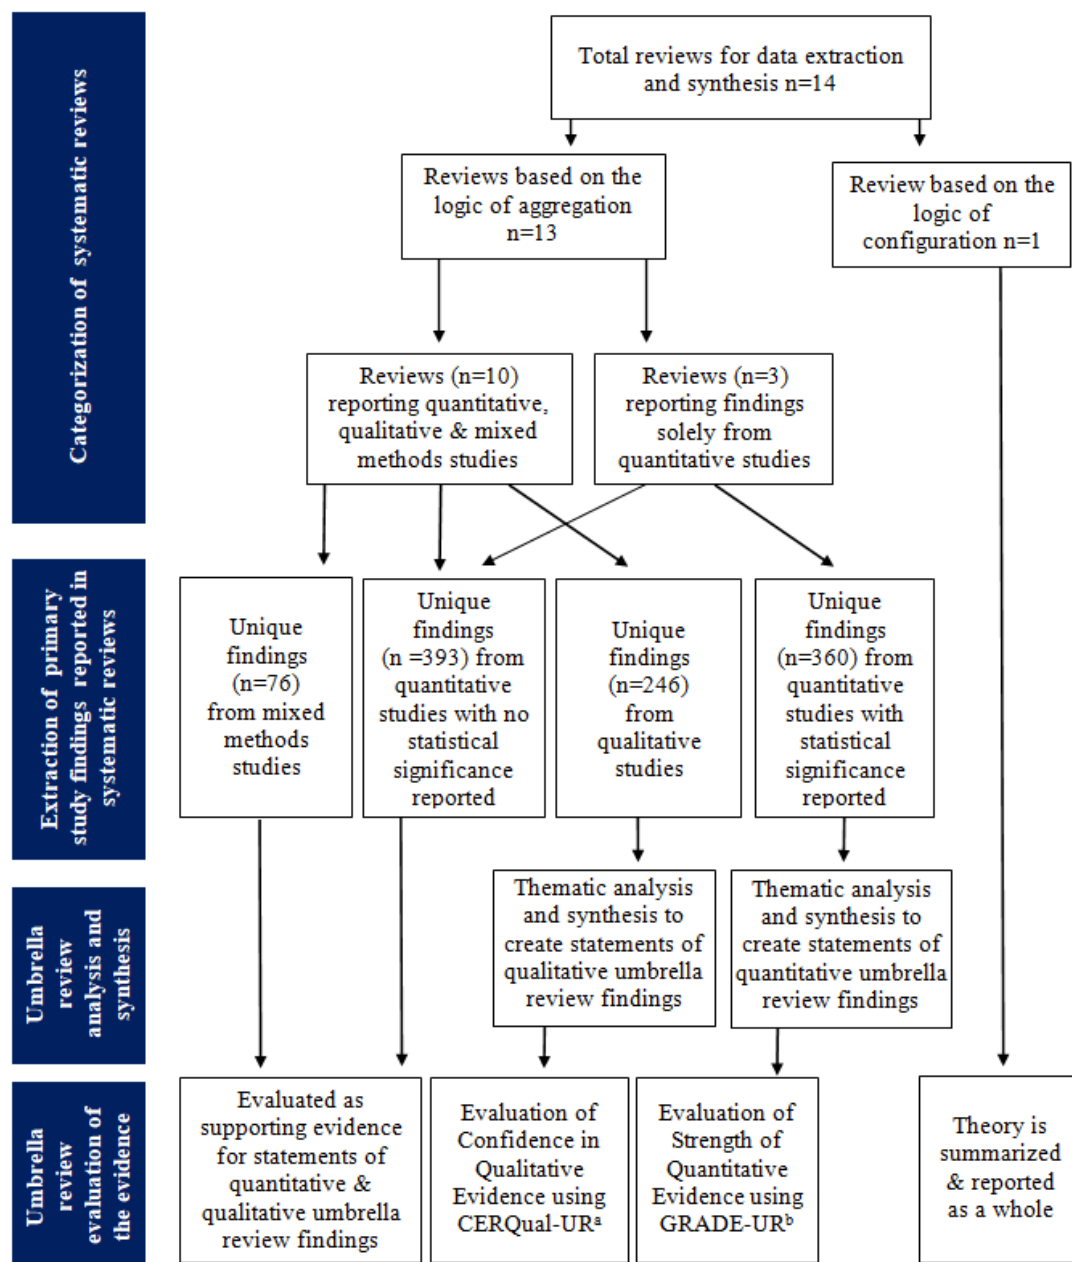 Categorization of systematic reviews
Total reviews for data extraction
and synthesis n=14
Reviews based on the
logic of aggregation
n=13
Review based on the
logic of
configuration n=1
Reviews (n=10)
reporting quantitative,
qualitative & mixed
methods studies
Reviews (n=3)
reporting findings
solely from
quantitative studies
Extraction of primary
study findings reported in
systematic reviews
Unique
findings
(n=76)
from mixed
methods
studies
Unique
findings
(n =393) from
quantitative
studies with no
statistical
significance
reported
Unique
findings
(n=246)
from
qualitative
studies
Unique
findings
(n=360) from
quantitative
studies with
statistical
significance
reported
Umbrella
review
analysis and
synthesis
Thematic analysis
and synthesis to
create statements of
qualitative umbrella
review findings
Thematic analysis
and synthesis to
create statements of
quantitative umbrella
review findings
Umbrella
review
evaluation of
the evidence
Evaluated as
supporting evidence
for statements of
quantitative &
qualitative umbrella
review findings
Evaluation of
Confidence in
Qualitative
Evidence using
CERQual-URᵃ
Evaluation of
Strength of
Quantitative
Evidence using
GRADE-URᵇ
Theory is
summarized
& reported
as a whole